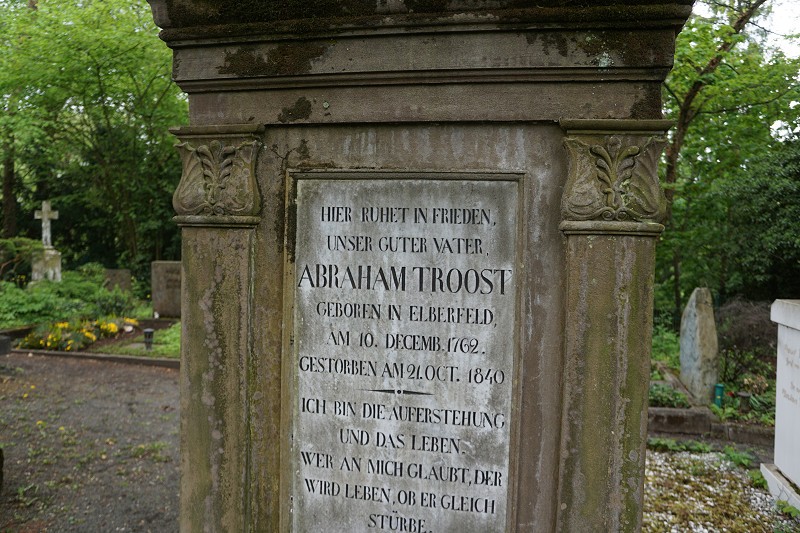 HIER RUHET IN FRIEDEN,
UNSER GUTER VATER,
ABRAHAM TROOST
GEBOREN IN ELBERFELD,
AM 10. DECEMB. 1762.
GESTORBEN AM 21. OCT. 1840
ICH BIN DIE AUFERSTEHUNG
UND DAS LEBEN.
WER AN MICH GLAUBT, DER
WIRD LEBEN, OB ER GLEICH
STÜRBE.